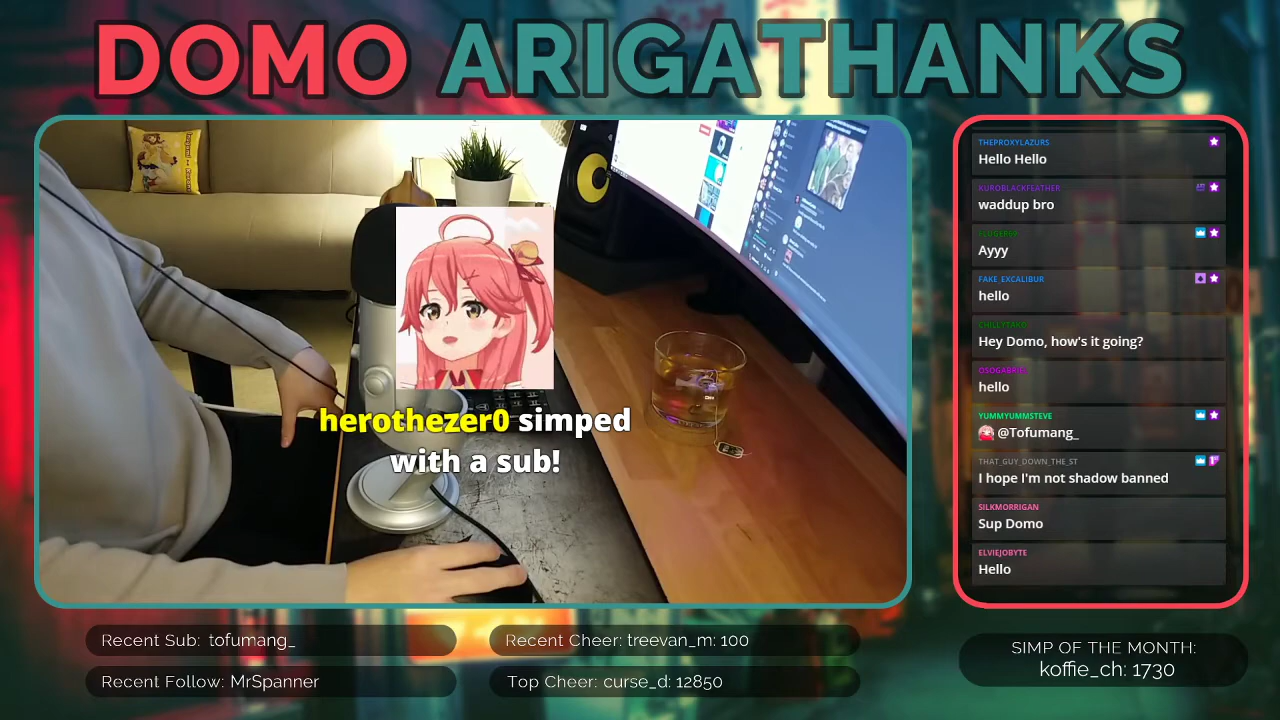 DOMO ARIGATHANKS
herothezer0 simped
with a sub!
THEPROXYLAZURS
Hello Hello
KUROBLACKFEATHER
waddup bro
Ayyy
FAKE_EXCALIBUR
hello
CHILLYTAKO
Hey Domo, how's it going?
hello
YUMMYYUMMSTEVE
@Tofumang_
THAT_GUY_DOWN_THE_ST
I hope I'm not shadow banned
SILKMORRIGAN
Sup Domo
ELVIEJOBYTE
Hello
Recent Sub: tofumang_
Recent Cheer: treevan_m: 100
Recent Follow: MrSpanner
Top Cheer: curse_d: 12850
SIMP OF THE MONTH:
koffie_ch: 1730